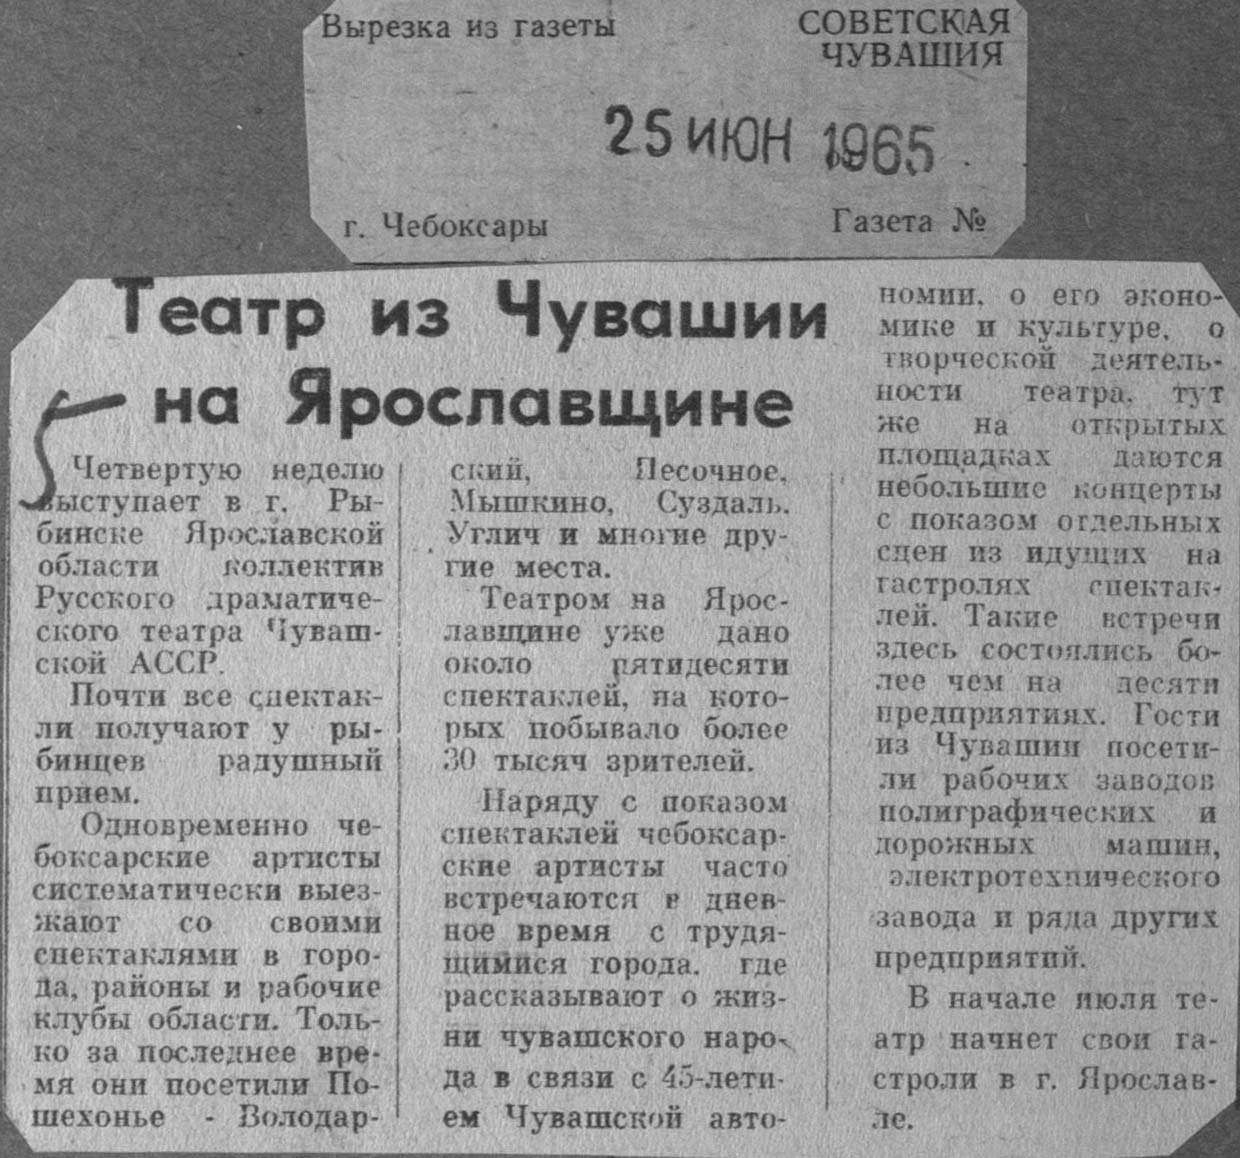 Вырезка из газеты
СОВЕТСКАЯ
ЧУВАШИЯ
25 ИЮН 1965
г. Чебоксары
Газета №
Театр из Чувашии
на Ярославщине
Четвертую неделю
выступает в г. Ры-
бинске Ярославской
области коллектив
Русского драматиче-
ского театра Чуваш-
ской АССР.
Почти все спектак-
ли получают у ры-
бинцев радушный
прием.
Одновременно че-
боксарские артисты
систематически выез-
жают со своими
спектаклями в горо-
да, районы и рабочие
клубы области. Толь-
ко за последнее вре-
мя они посетили По-
шехонье - Володар-
ский, Песочное,
Мышкино, Суздаль,
Углич и многие дру-
гие места.
Театром на Ярос-
лавщине уже дано
около пятидесяти
спектаклей, на кото-
рых побывало более
30 тысяч зрителей.
Наряду с показом
спектаклей чебоксар-
ские артисты часто
встречаются в днев-
ное время с трудя-
щимися города, где
рассказывают о жиз-
ни чувашского наро-
да в связи с 45-лети-
ем Чувашской авто-
номии, о его эконо-
мике и культуре, о
творческой деятель-
ности театра, тут
же на открытых
площадках даются
небольшие концерты
с показом отдельных
сцен из идущих на
гастролях спектак-
лей. Такие встречи
здесь состоялись бо-
лее чем на десяти
предприятиях. Гости
из Чувашии посети-
ли рабочих заводов
полиграфических и
дорожных машин,
электротехнического
завода и ряда других
предприятий.
В начале июля те-
атр начнет свои га-
строли в г. Ярослав-
ле.